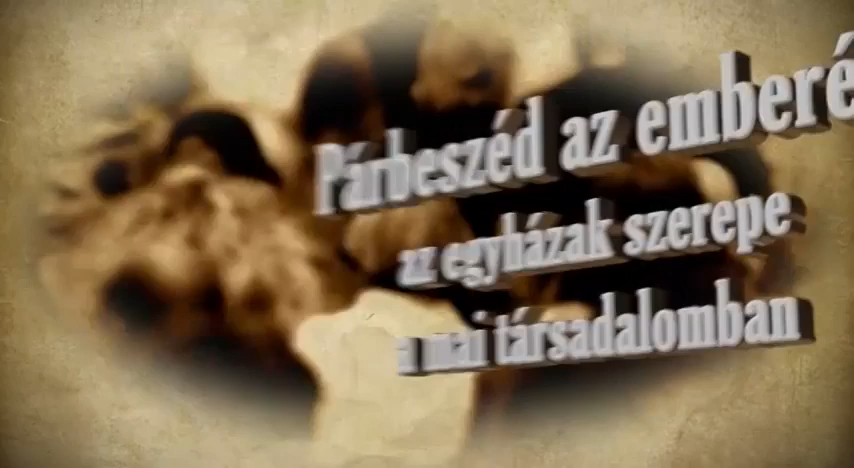 Párbeszéd az emberé
az egyházak szerepe
a mai társadalomban